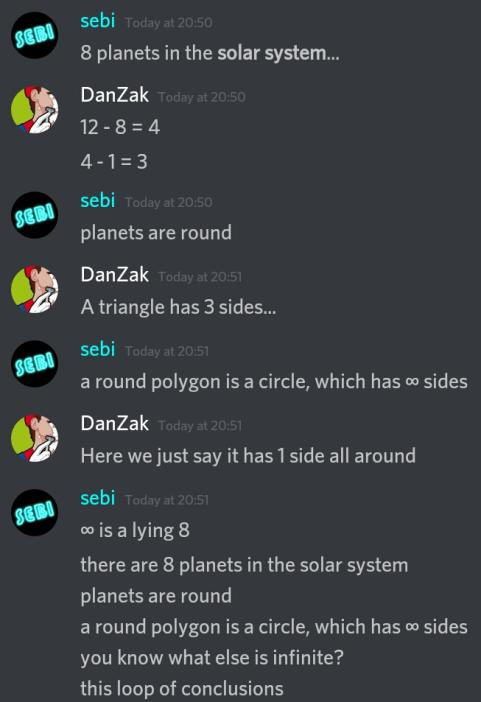 SEBI
sebi Today at 20:50
8 planets in the solar system...
DanZak Today at 20:50
12 - 8 = 4
4 - 1 = 3
SEBI
sebi Today at 20:50
planets are round
DanZak Today at 20:51
A triangle has 3 sides...
SEBI
sebi Today at 20:51
a round polygon is a circle, which has ∞ sides
DanZak Today at 20:51
Here we just say it has 1 side all around
SEBI
sebi Today at 20:51
∞ is a lying 8
there are 8 planets in the solar system
planets are round
a round polygon is a circle, which has ∞ sides
you know what else is infinite?
this loop of conclusions